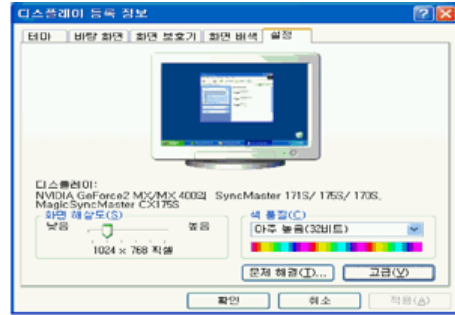 디스플레이 등록 정보
테마 바탕 화면 화면 보호기 화면 배색 설정
디스플레이:
NVIDIA GeForce2 MX/MX 400의 SyncMaster 171S/ 175S/ 170S,
MagicSyncMaster CX175S
화면 해상도(S)
낮음 높음
1024 x 768 픽셀
색 품질(C)
아주 높음(32비트)
문제 해결(T)... 고급(V)
확인 취소 적용(A)